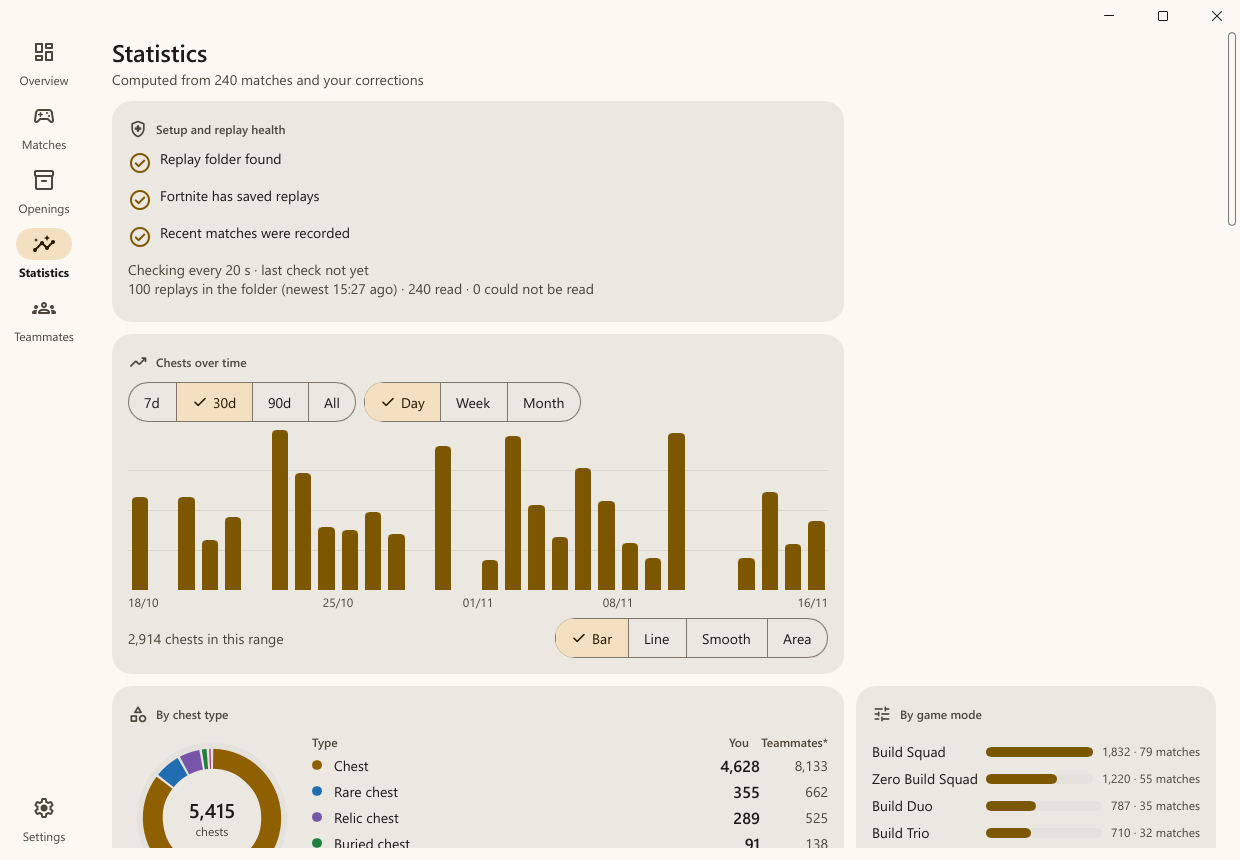 Overview
Matches
Openings
Statistics
Teammates
Settings
Statistics
Computed from 240 matches and your corrections
Setup and replay health
Replay folder found
Fortnite has saved replays
Recent matches were recorded
Checking every 20 s · last check not yet
100 replays in the folder (newest 15:27 ago) · 240 read · 0 could not be read
Chests over time
7d 30d 90d All Day Week Month
18/10 25/10 01/11 08/11 16/11
2,914 chests in this range
Bar Line Smooth Area
By chest type
5,415
chests
Type You Teammates*
Chest 4,628 8,133
Rare chest 355 662
Relic chest 289 525
Buried chest 91 138
By game mode
Build Squad 1,832 · 79 matches
Zero Build Squad 1,220 · 55 matches
Build Duo 787 · 35 matches
Build Trio 710 · 32 matches